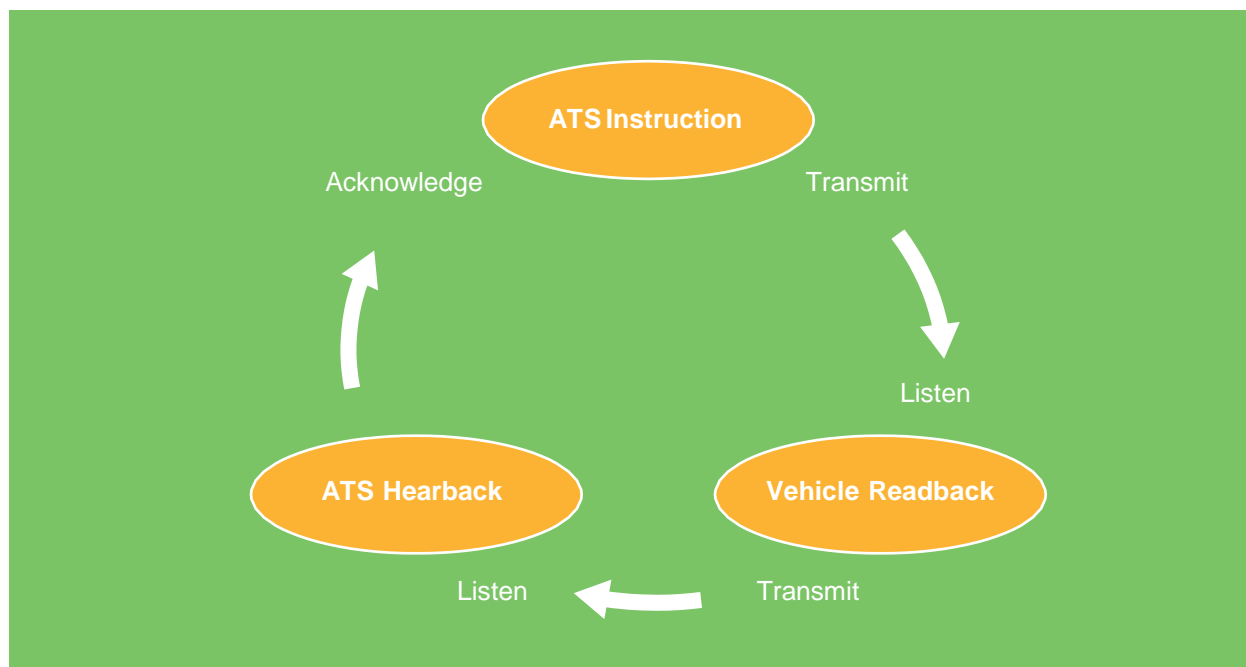 ATS Instruction
Acknowledge
Transmit
Listen
ATS Hearback
Vehicle Readback
Listen
Transmit